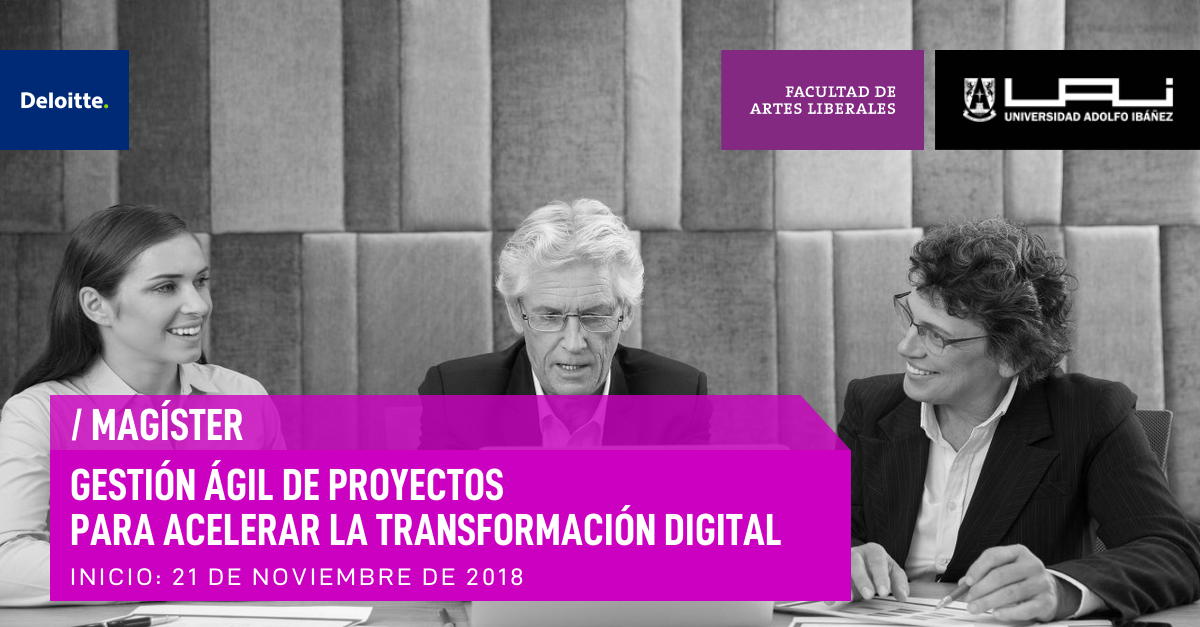 Deloitte.
FACULTAD DE
ARTES LIBERALES
UAI
UNIVERSIDAD ADOLFO IBÁÑEZ
/ MAGÍSTER
GESTIÓN ÁGIL DE PROYECTOS
PARA ACELERAR LA TRANSFORMACIÓN DIGITAL
INICIO: 21 DE NOVIEMBRE DE 2018